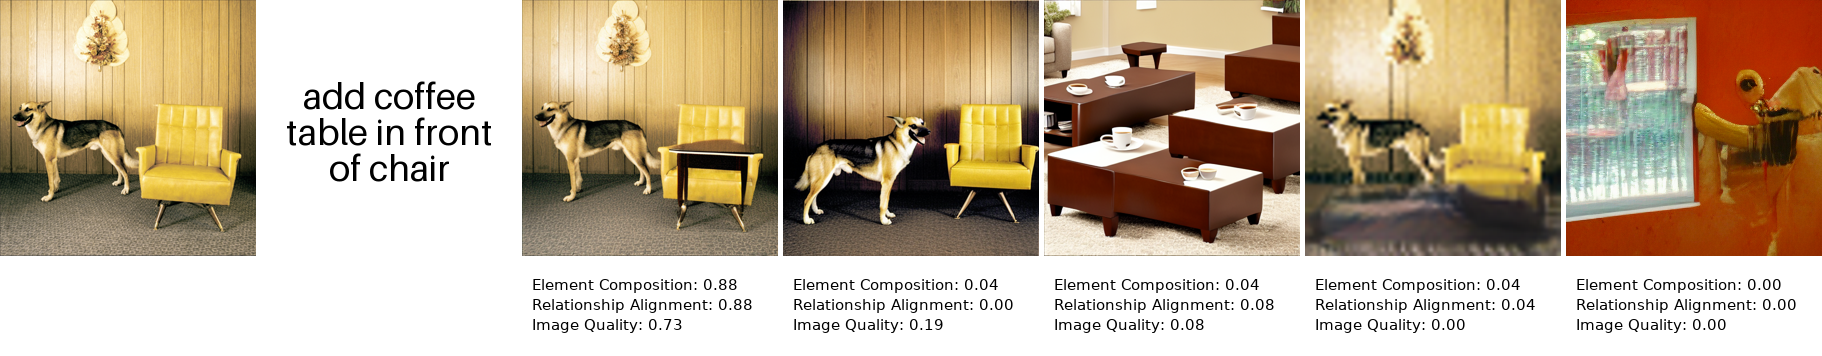 add coffee
table in front
of chair
Element Composition: 0.88
Relationship Alignment: 0.88
Image Quality: 0.73
Element Composition: 0.04
Relationship Alignment: 0.00
Image Quality: 0.19
Element Composition: 0.04
Relationship Alignment: 0.08
Image Quality: 0.08
Element Composition: 0.04
Relationship Alignment: 0.04
Image Quality: 0.00
Element Composition: 0.00
Relationship Alignment: 0.00
Image Quality: 0.00